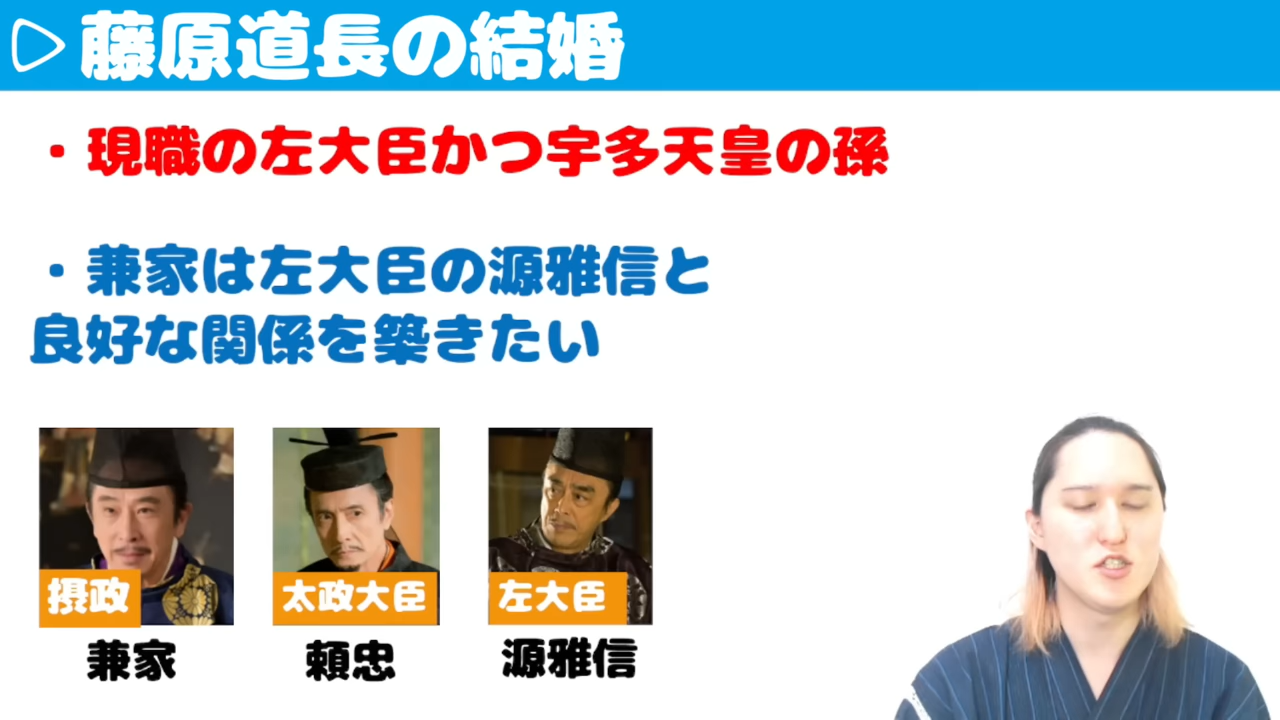 藤原道長の結婚
・現職の左大臣かつ宇多天皇の孫
・兼家は左大臣の源雅信と
良好な関係を築きたい
摂政
太政大臣
左大臣
兼家
頼忠
源雅信